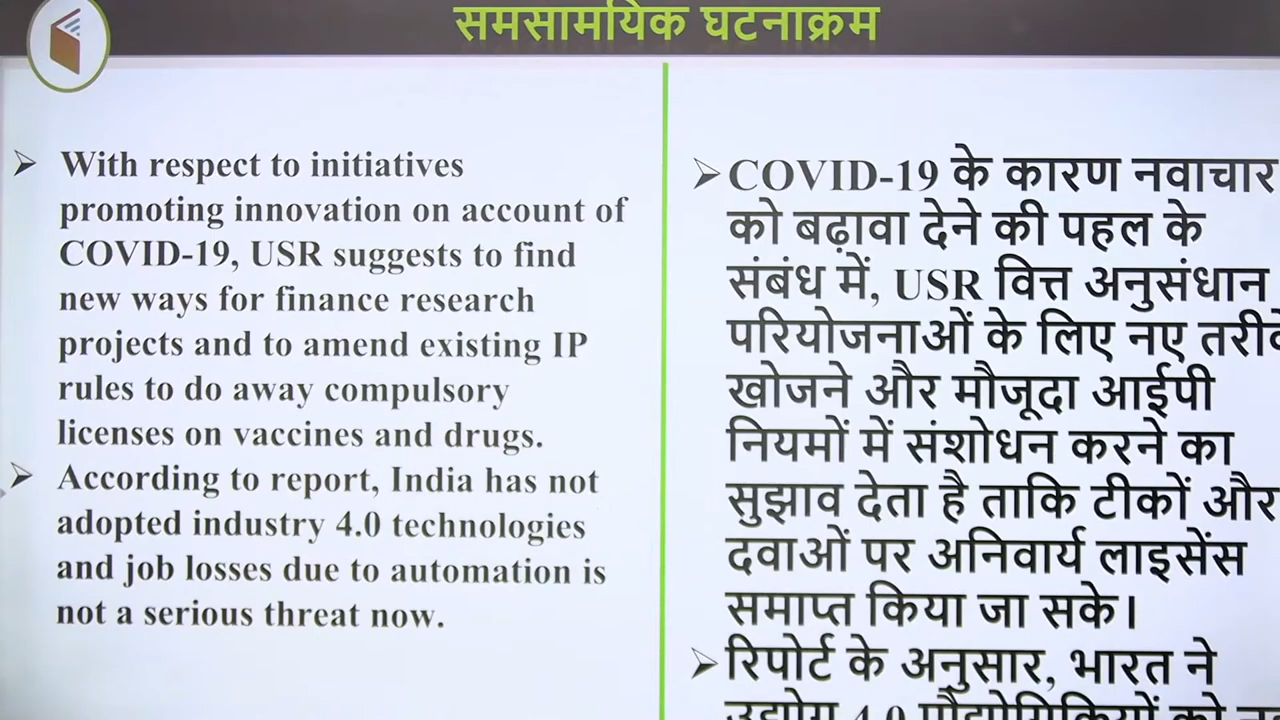 समसामयिक घटनाक्रम
➢ With respect to initiatives
promoting innovation on account of
COVID-19, USR suggests to find
new ways for finance research
projects and to amend existing IP
rules to do away compulsory
licenses on vaccines and drugs.
➢ According to report, India has not
adopted industry 4.0 technologies
and job losses due to automation is
not a serious threat now.
➢COVID-19 के कारण नवाचार
को बढ़ावा देने की पहल के
संबंध में, USR वित्त अनुसंधान
परियोजनाओं के लिए नए
खोजने और मौजूदा आईपी
नियमों में संशोधन करने का
सुझाव देता है ताकि टीकों और
दवाओं पर अनिवार्य लाइसेंस
समाप्त किया जा सके।
➢रिपोर्ट के अनुसार, भारत ने
उद्योग 4.0 प्रौद्योगिकियों को